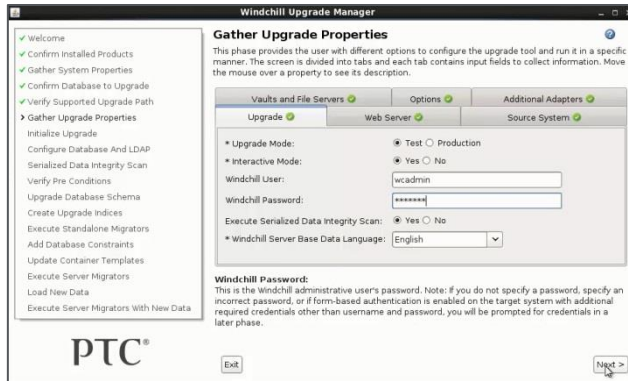 Windchill Upgrade Manager
Welcome
Confirm Installed Products
Gather System Properties
Confirm Database to Upgrade
Verify Supported Upgrade Path
Gather Upgrade Properties
Initialize Upgrade
Configure Database And LDAP
Serialized Data Integrity Scan
Verify Pre Conditions
Upgrade Database Schema
Create Upgrade Indices
Execute Standalone Migrators
Add Database Constraints
Update Container Templates
Execute Server Migrators
Load New Data
Execute Server Migrators With New Data
PTC®
Gather Upgrade Properties
This phase provides the user with different options to configure the upgrade tool and run it in a specific
manner. The screen is divided into tabs and each tab contains input fields to collect information. Move
the mouse over a property to see its description.
Vaults and File Servers Options Additional Adapters
Upgrade Web Server Source System
* Upgrade Mode: Test Production
* Interactive Mode: Yes No
Windchill User: wcadmin
Windchill Password: *******
Execute Serialized Data Integrity Scan: Yes No
* Windchill Server Base Data Language: English
Windchill Password:
This is the Windchill administrative user's password. Note: If you do not specify a password, specify an
incorrect password, or if form-based authentication is enabled on the target system with additional
required credentials other than username and password, you will be prompted for credentials in a
later phase.
Exit Next >